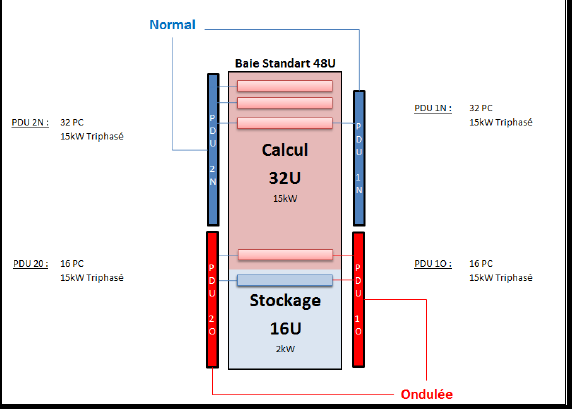 Normal
Baie Standart 48U
PDU 2N : 32 PC
15kW Triphasé
PDU 1N : 32 PC
15kW Triphasé
PDU 2N
PDU 1N
Calcul
32U
15kW
PDU 20 : 16 PC
15kW Triphasé
PDU 1O : 16 PC
15kW Triphasé
PDU 2O
PDU 1O
Stockage
16U
2kW
Ondulée